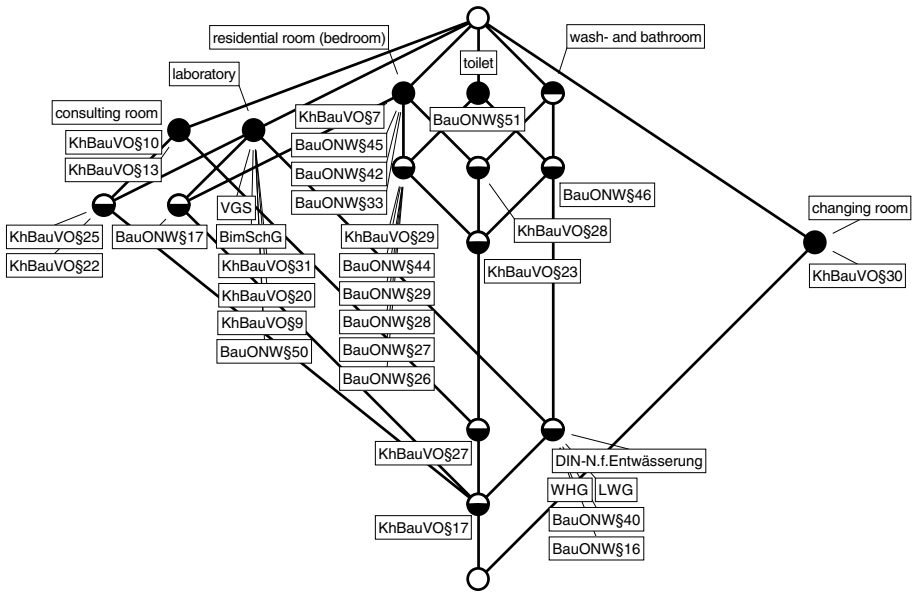 residential room (bedroom)
wash- and bathroom
toilet
laboratory
consulting room
KhBauVO§7
BauONW§51
KhBauVO§10
BauONW§45
KhBauVO§13
BauONW§42
BauONW§33
BauONW§46
VGS
changing room
KhBauVO§25
BauONW§17
BimSchG
KhBauVO§29
KhBauVO§28
KhBauVO§22
KhBauVO§31
BauONW§44
KhBauVO§23
KhBauVO§30
KhBauVO§20
BauONW§29
KhBauVO§9
BauONW§28
BauONW§50
BauONW§27
BauONW§26
KhBauVO§27
DIN-N.f.Entwässerung
WHG
LWG
KhBauVO§17
BauONW§40
BauONW§16